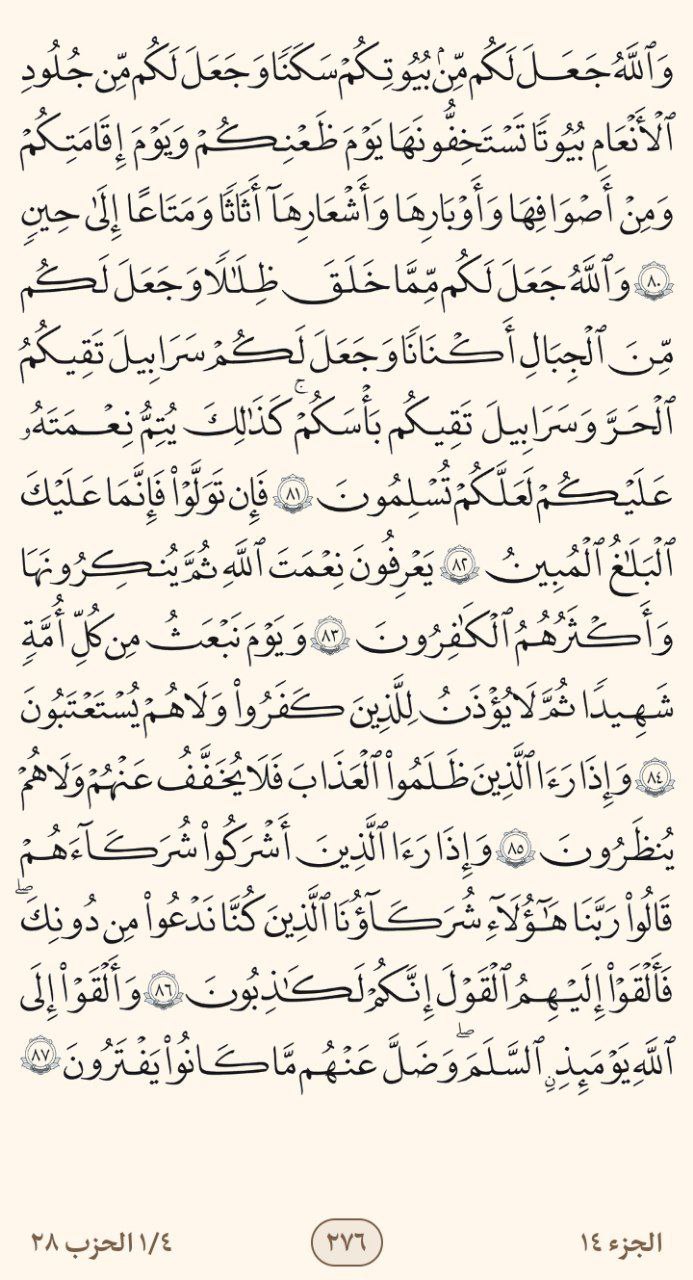 وَٱللَّهُ جَعَلَ لَكُم مِّنۢ بُيُوتِكُمۡ سَكَنٗا وَجَعَلَ لَكُم مِّن جُلُودِ
ٱلۡأَنۡعَٰمِ بُيُوتٗا تَسۡتَخِفُّونَهَا يَوۡمَ ظَعۡنِكُمۡ وَيَوۡمَ إِقَامَتِكُمۡ
وَمِنۡ أَصۡوَافِهَا وَأَوۡبَارِهَا وَأَشۡعَارِهَآ أَثَٰثٗا وَمَتَٰعًا إِلَىٰ حِينٖ
٨٠ وَٱللَّهُ جَعَلَ لَكُم مِّمَّا خَلَقَ ظِلَٰلٗا وَجَعَلَ لَكُم
مِّنَ ٱلۡجِبَالِ أَكۡنَٰنٗا وَجَعَلَ لَكُمۡ سَرَٰبِيلَ تَقِيكُمُ
ٱلۡحَرَّ وَسَرَٰبِيلَ تَقِيكُم بَأۡسَكُمۡۚ كَذَٰلِكَ يُتِمُّ نِعۡمَتَهُۥ
عَلَيۡكُمۡ لَعَلَّكُمۡ تُسۡلِمُونَ ٨١ فَإِن تَوَلَّوۡاْ فَإِنَّمَا عَلَيۡكَ
ٱلۡبَلَٰغُ ٱلۡمُبِينُ ٨٢ يَعۡرِفُونَ نِعۡمَتَ ٱللَّهِ ثُمَّ يُنكِرُونَهَا
وَأَكۡثَرُهُمُ ٱلۡكَٰفِرُونَ ٨٣ وَيَوۡمَ نَبۡعَثُ مِن كُلِّ أُمَّةٖ
شَهِيدٗا ثُمَّ لَا يُؤۡذَنُ لِلَّذِينَ كَفَرُواْ وَلَا هُمۡ يُسۡتَعۡتَبُونَ
٨٤ وَإِذَا رَءَا ٱلَّذِينَ ظَلَمُواْ ٱلۡعَذَابَ فَلَا يُخَفَّفُ عَنۡهُمۡ وَلَا هُمۡ
يُنظَرُونَ ٨٥ وَإِذَا رَءَا ٱلَّذِينَ أَشۡرَكُواْ شُرَكَآءَهُمۡ
قَالُواْ رَبَّنَا هَٰٓؤُلَآءِ شُرَكَآؤُنَا ٱلَّذِينَ كُنَّا نَدۡعُواْ مِن دُونِكَۖ
فَأَلۡقَوۡاْ إِلَيۡهِمُ ٱلۡقَوۡلَ إِنَّكُمۡ لَكَٰذِبُونَ ٨٦ وَأَلۡقَوۡاْ إِلَى
ٱللَّهِ يَوۡمَئِذٍ ٱلسَّلَمَۖ وَضَلَّ عَنۡهُم مَّا كَانُواْ يَفۡتَرُونَ ٨٧
الجزء ١٤ ٢٧٦ ١/٤ الحزب ٢٨